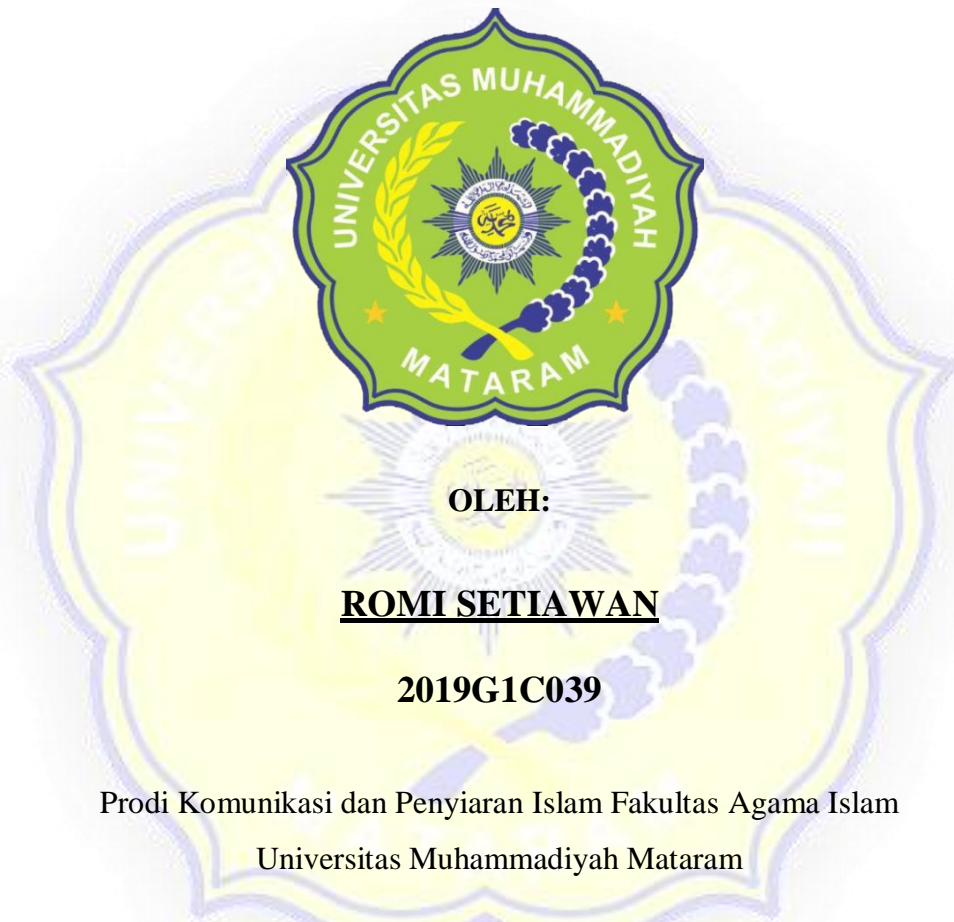 UNIVERSITAS MUHAMMADIYAH
MATARAM
OLEH:
ROMI SETIAWAN
2019G1C039
Prodi Komunikasi dan Penyiaran Islam Fakultas Agama Islam
Universitas Muhammadiyah Mataram